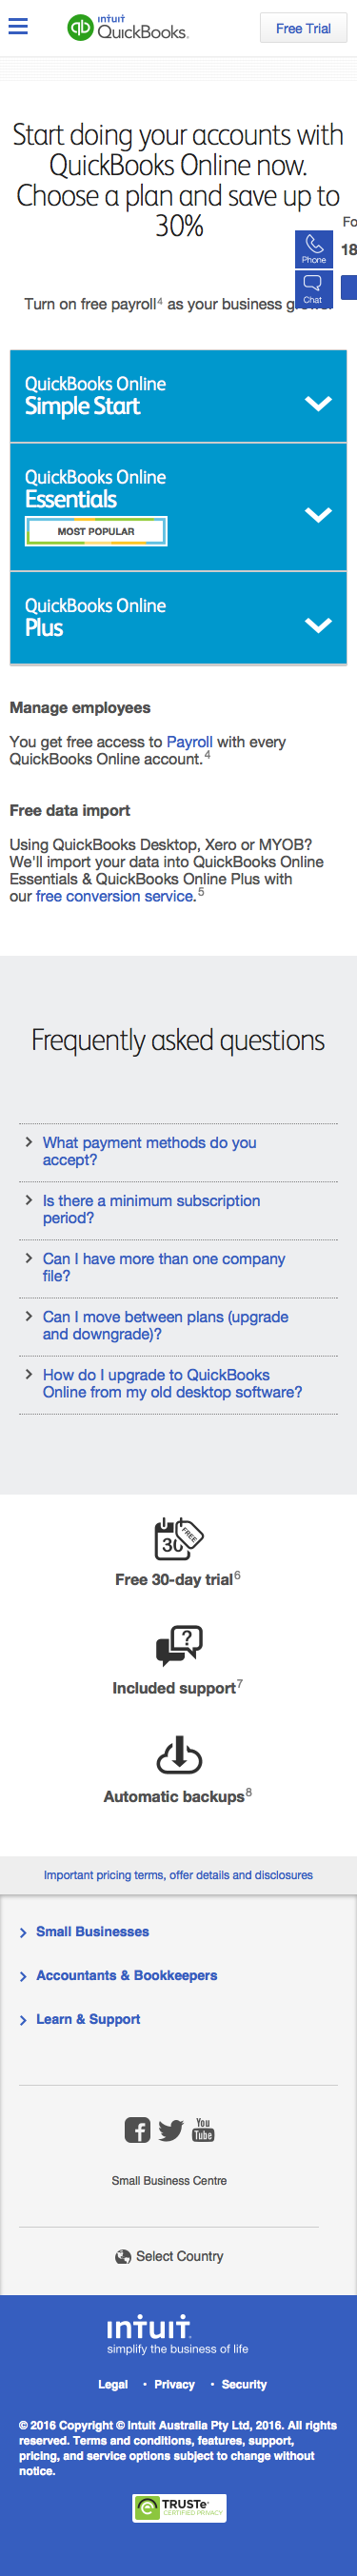 intuit
qb QuickBooks.
Free Trial
Start doing your accounts with
QuickBooks Online now.
Choose a plan and save up to
30%
Fo
Phone
18
Chat
Turn on free payroll⁴ as your business
QuickBooks Online
Simple Start
QuickBooks Online
Essentials
MOST POPULAR
QuickBooks Online
Plus
Manage employees
You get free access to Payroll with every
QuickBooks Online account.⁴
Free data import
Using QuickBooks Desktop, Xero or MYOB?
We'll import your data into QuickBooks Online
Essentials & QuickBooks Online Plus with
our free conversion service.⁵
Frequently asked questions
What payment methods do you
accept?
Is there a minimum subscription
period?
Can I have more than one company
file?
Can I move between plans (upgrade
and downgrade)?
How do I upgrade to QuickBooks
Online from my old desktop software?
30 FREE
Free 30-day trial⁶
?
Included support⁷
Automatic backups⁸
Important pricing terms, offer details and disclosures
Small Businesses
Accountants & Bookkeepers
Learn & Support
You
Tube
Small Business Centre
Select Country
intuit.
simplify the business of life
Legal • Privacy • Security
© 2016 Copyright © Intuit Australia Pty Ltd, 2016. All rights
reserved. Terms and conditions, features, support,
pricing, and service options subject to change without
notice.
TRUSTe
CERTIFIED PRIVACY